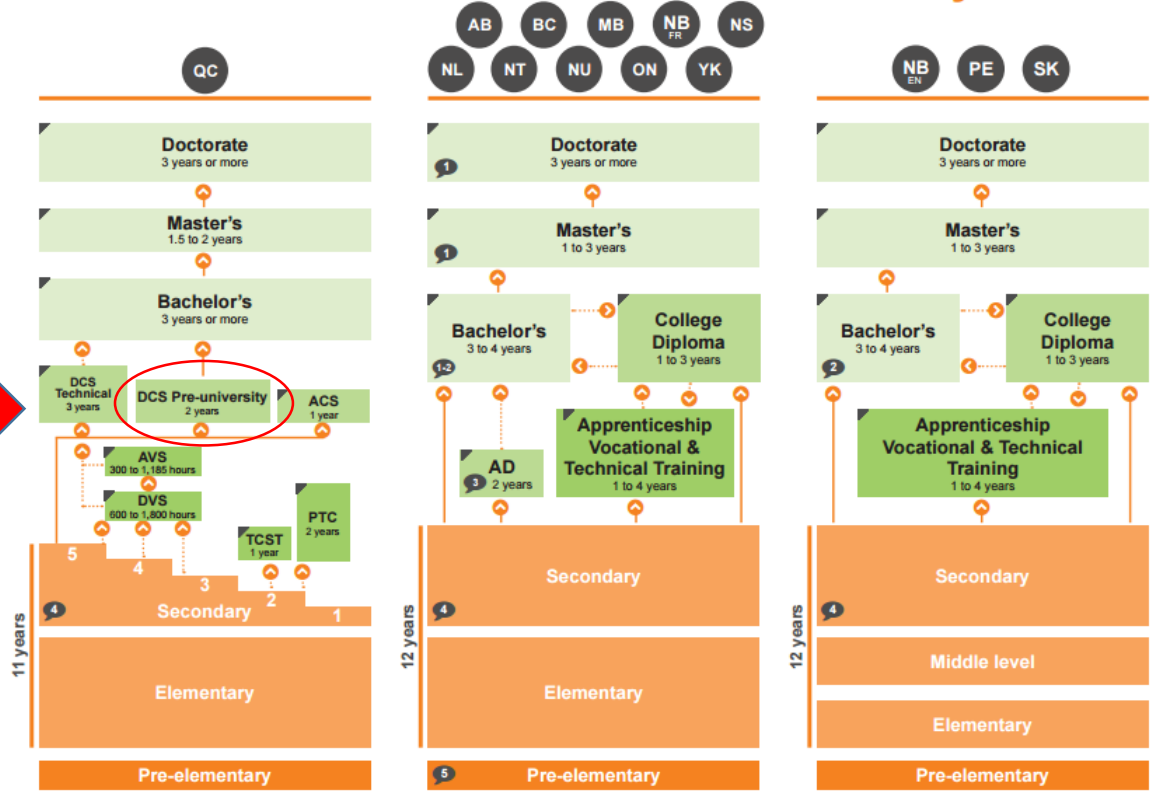 QC
Doctorate
3 years or more
Master's
1.5 to 2 years
Bachelor's
3 years or more
DCS
Technical
3 years
DCS Pre-university
2 years
ACS
1 year
AVS
300 to 1,185 hours
DVS
600 to 1,800 hours
PTC
2 years
TCST
1 year
5
4
3
2
1
4
Secondary
Elementary
11 years
Pre-elementary
AB
BC
MB
NB
FR
NS
NL
NT
NU
ON
YK
Doctorate
3 years or more
1
Master's
1 to 3 years
1
Bachelor's
3 to 4 years
1-2
College
Diploma
1 to 3 years
AD
3
2 years
Apprenticeship
Vocational &
Technical Training
1 to 4 years
Secondary
4
Elementary
12 years
5
Pre-elementary
NB
EN
PE
SK
Doctorate
3 years or more
Master's
1 to 3 years
Bachelor's
3 to 4 years
2
College
Diploma
1 to 3 years
Apprenticeship
Vocational & Technical
Training
1 to 4 years
Secondary
4
Middle level
Elementary
12 years
Pre-elementary